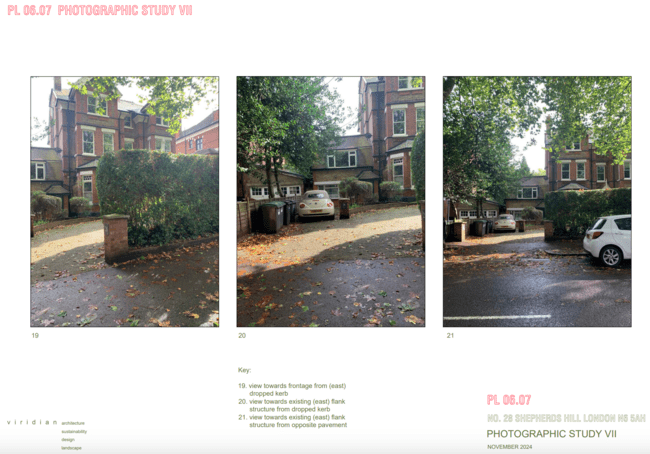 PL 06.07 PHOTOGRAPHIC STUDY VII
19
20
21
Key:
19. view towards frontage from (east)
dropped kerb
20. view towards existing (east) flank
structure from dropped kerb
21. view towards existing (east) flank
structure from opposite pavement
viridian architecture
sustainability
design
landscape
PL 06.07
NO. 28 SHEPHERDS HILL LONDON N6 5AH
PHOTOGRAPHIC STUDY VII
NOVEMBER 2024